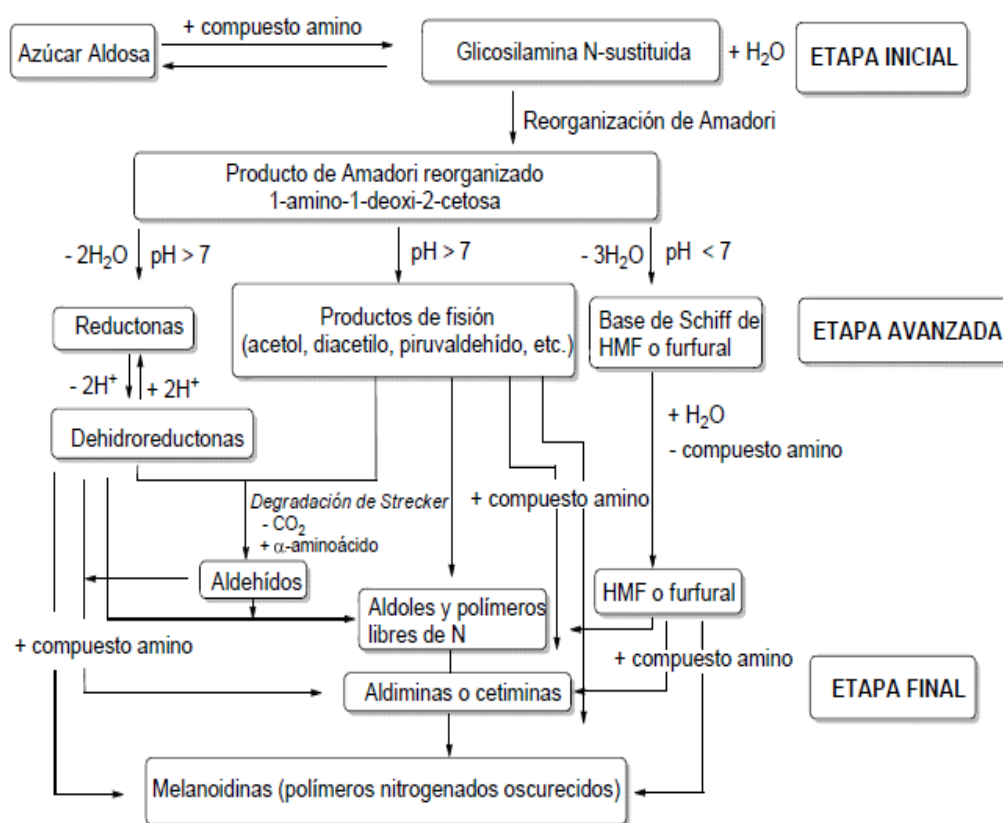 + compuesto amino
Azúcar Aldosa
Glicosilamina N-sustituida
+ H₂O
ETAPA INICIAL
Reorganización de Amadori
Producto de Amadori reorganizado
1-amino-1-deoxi-2-cetosa
- 2H₂O
pH > 7
pH > 7
- 3H₂O
pH < 7
Reductonas
Productos de fisión
(acetol, diacetilo, piruvaldehído, etc.)
Base de Schiff de
HMF o furfural
ETAPA AVANZADA
- 2H⁺
+ 2H⁺
Dehidroreductonas
+ H₂O
- compuesto amino
Degradación de Strecker
- CO₂
+ α-aminoácido
+ compuesto amino
Aldehídos
HMF o furfural
Aldoles y polímeros
libres de N
+ compuesto amino
+ compuesto amino
Aldiminas o cetiminas
ETAPA FINAL
Melanoidinas (polímeros nitrogenados oscurecidos)